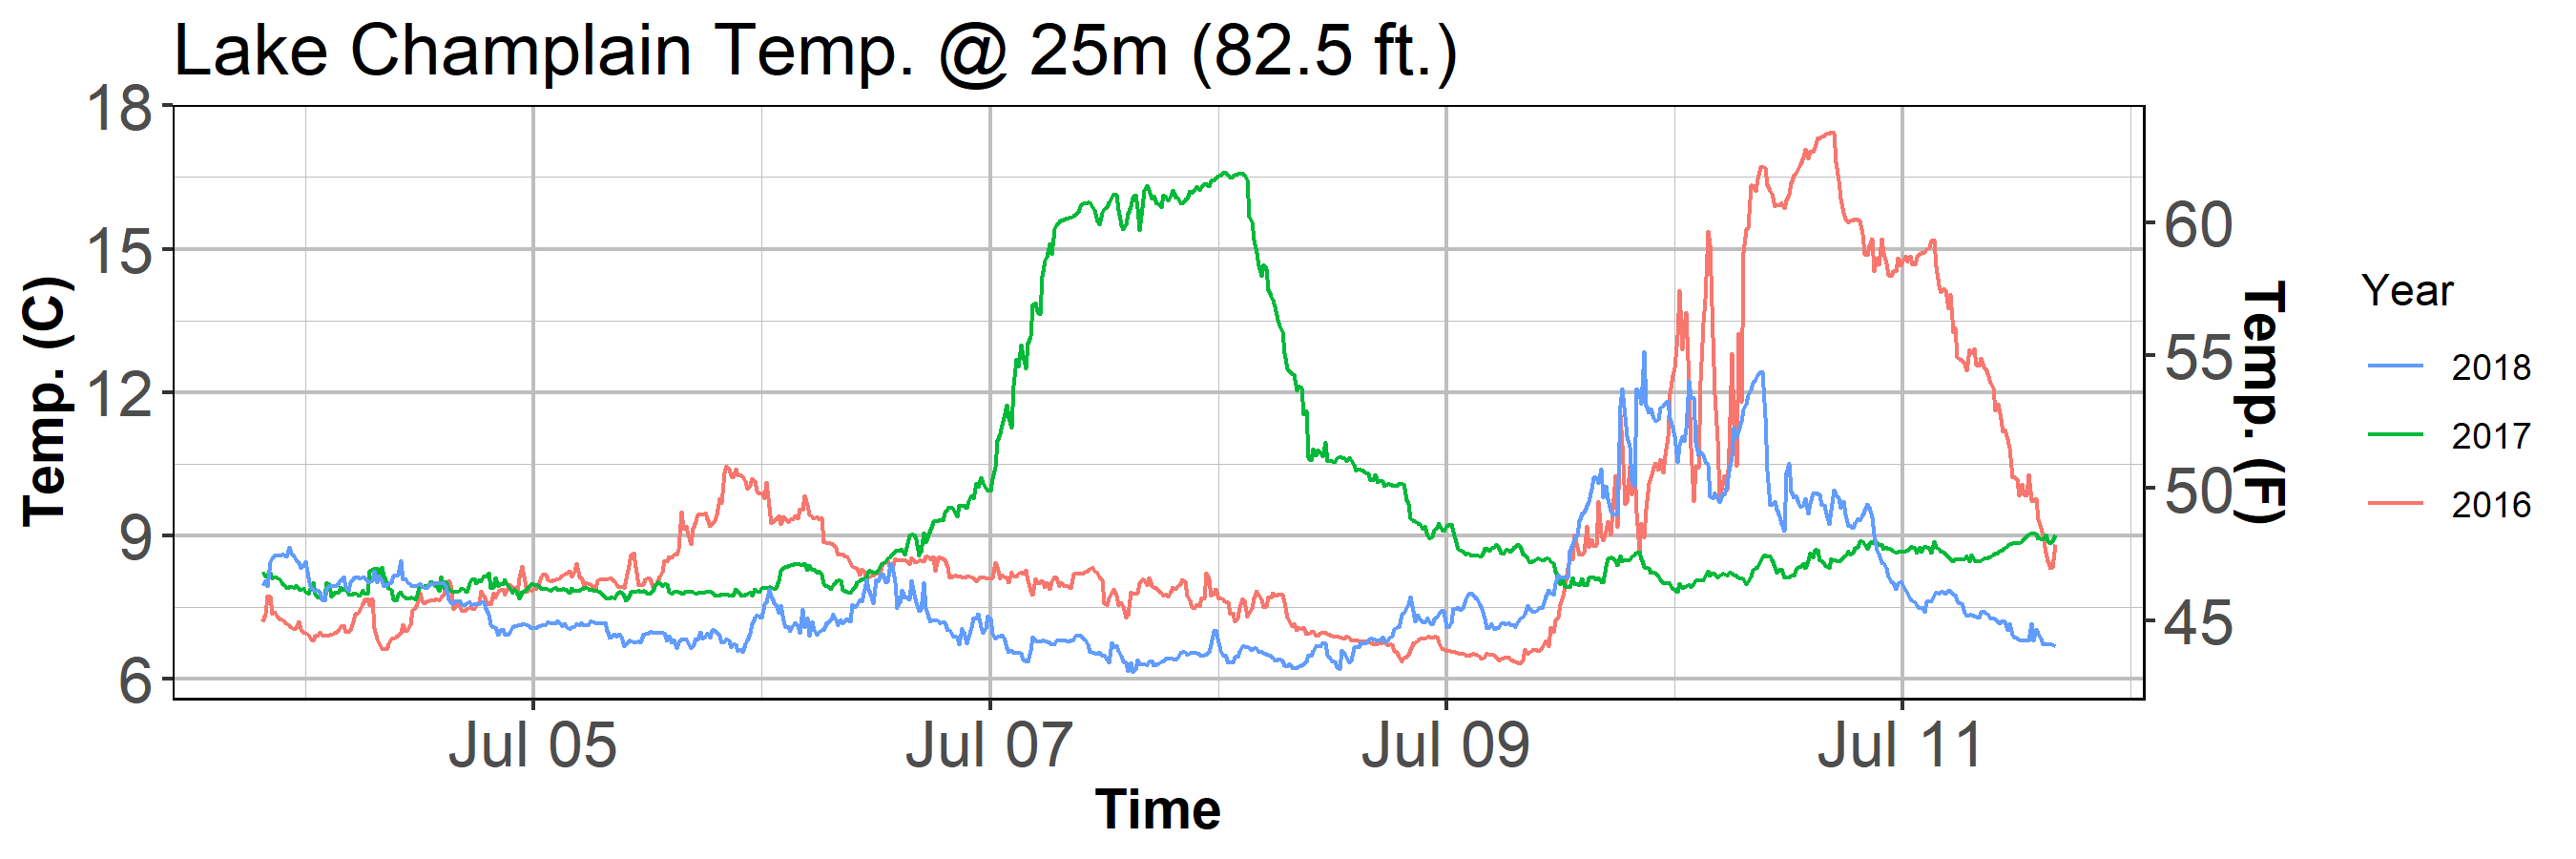 Lake Champlain Temp. @ 25m (82.5 ft.)
18
15
12
9
6
Temp. (C)
60
55
50
45
Temp. (F)
Jul 05
Jul 07
Jul 09
Jul 11
Time
Year
2018
2017
2016